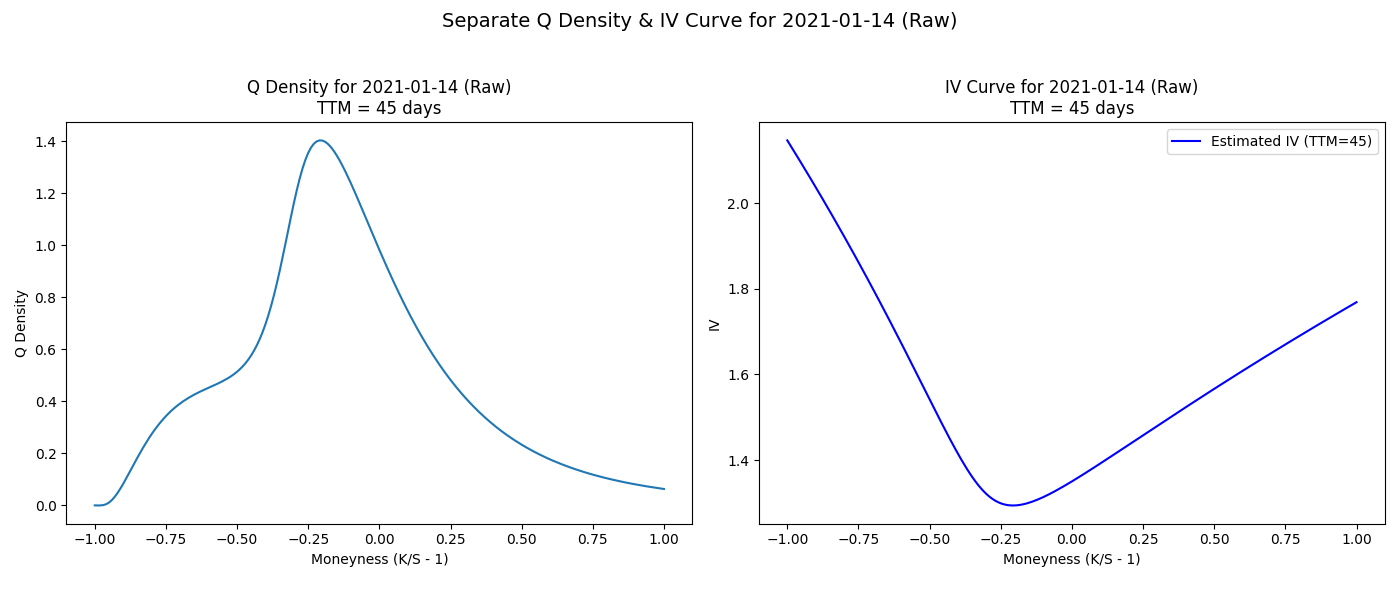 Separate Q Density & IV Curve for 2021-01-14 (Raw)
Q Density for 2021-01-14 (Raw)
TTM = 45 days
Q Density
1.4
1.2
1.0
0.8
0.6
0.4
0.2
0.0
−1.00 −0.75 −0.50 −0.25 0.00 0.25 0.50 0.75 1.00
Moneyness (K/S - 1)
IV Curve for 2021-01-14 (Raw)
TTM = 45 days
Estimated IV (TTM=45)
IV
2.0
1.8
1.6
1.4
−1.00 −0.75 −0.50 −0.25 0.00 0.25 0.50 0.75 1.00
Moneyness (K/S - 1)